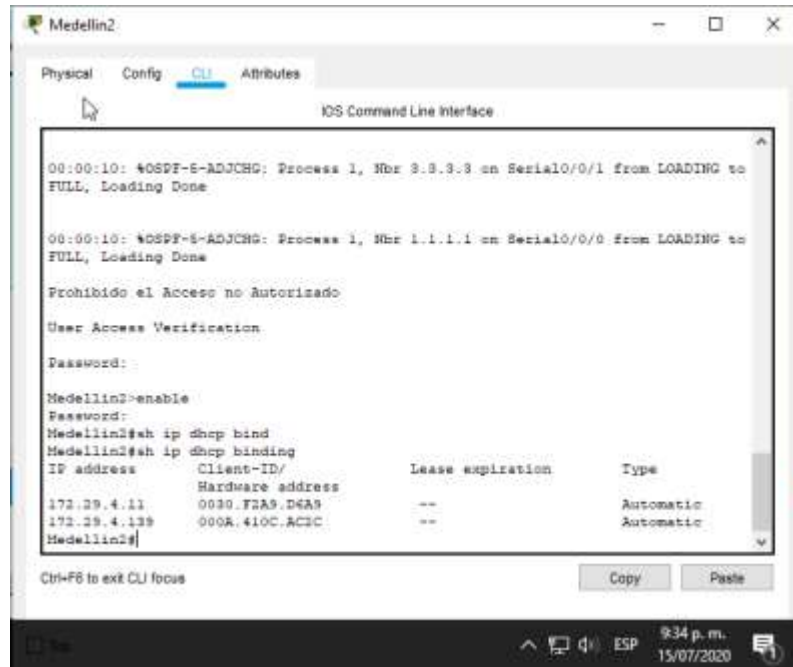 Medellin2
Physical Config CLI Attributes
IOS Command Line Interface
00:00:10: %OSPF-5-ADJCHG: Process 1, Nbr 3.3.3.3 on Serial0/0/1 from LOADING to
FULL, Loading Done
00:00:10: %OSPF-5-ADJCHG: Process 1, Nbr 1.1.1.1 on Serial0/0/0 from LOADING to
FULL, Loading Done
Prohibido el Acceso no Autorizado
User Access Verification
Password:
Medellin2>enable
Password:
Medellin2#sh ip dhcp bind
Medellin2#sh ip dhcp binding
IP address Client-ID/ Lease expiration Type
Hardware address
172.29.4.11 0030.F2A9.D6A9 -- Automatic
172.29.4.139 000A.410C.AC2C -- Automatic
Medellin2#
Ctrl+F6 to exit CLI focus
Copy Paste
ESP
9:34 p. m.
15/07/2020
1